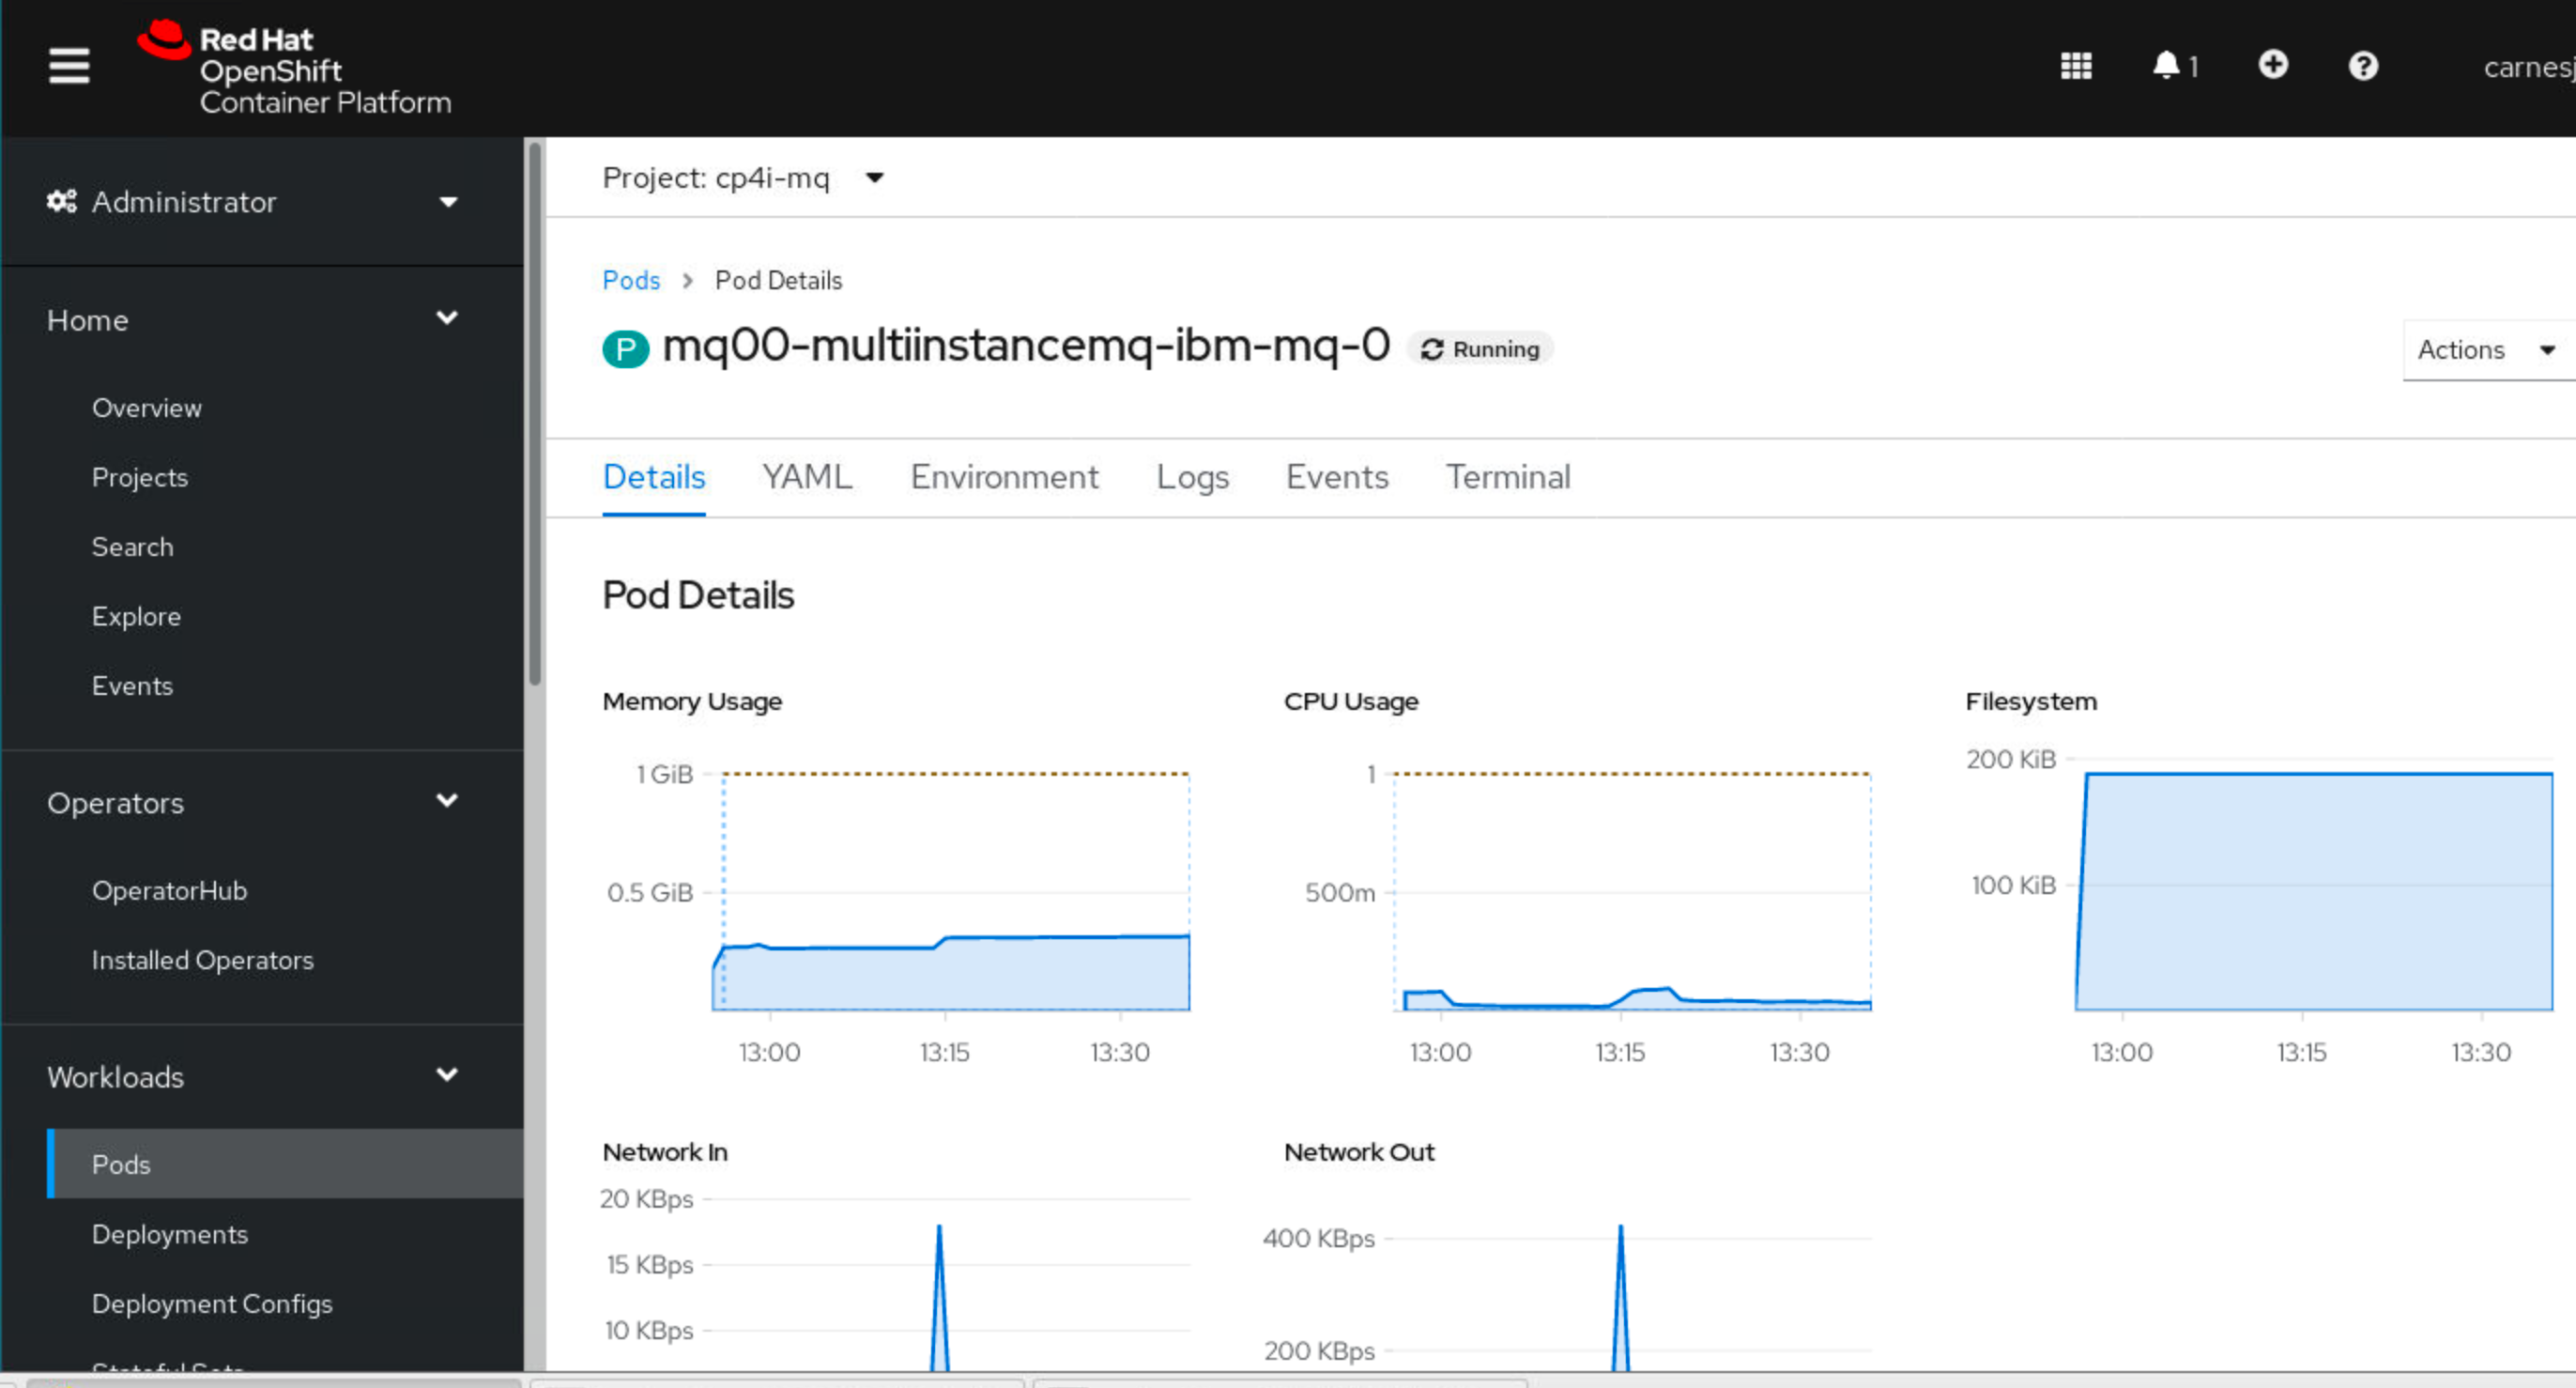 Red Hat
OpenShift
Container Platform
1
carnesj
Administrator
Home
Overview
Projects
Search
Explore
Events
Operators
OperatorHub
Installed Operators
Workloads
Pods
Deployments
Deployment Configs
Stateful Sets
Project: cp4i-mq
Pods > Pod Details
P mq00-multiinstancemq-ibm-mq-0 Running
Actions
Details YAML Environment Logs Events Terminal
Pod Details
Memory Usage
1 GiB
0.5 GiB
13:00 13:15 13:30
CPU Usage
1
500m
13:00 13:15 13:30
Filesystem
200 KiB
100 KiB
13:00 13:15 13:30
Network In
20 KBps
15 KBps
10 KBps
Network Out
400 KBps
200 KBps